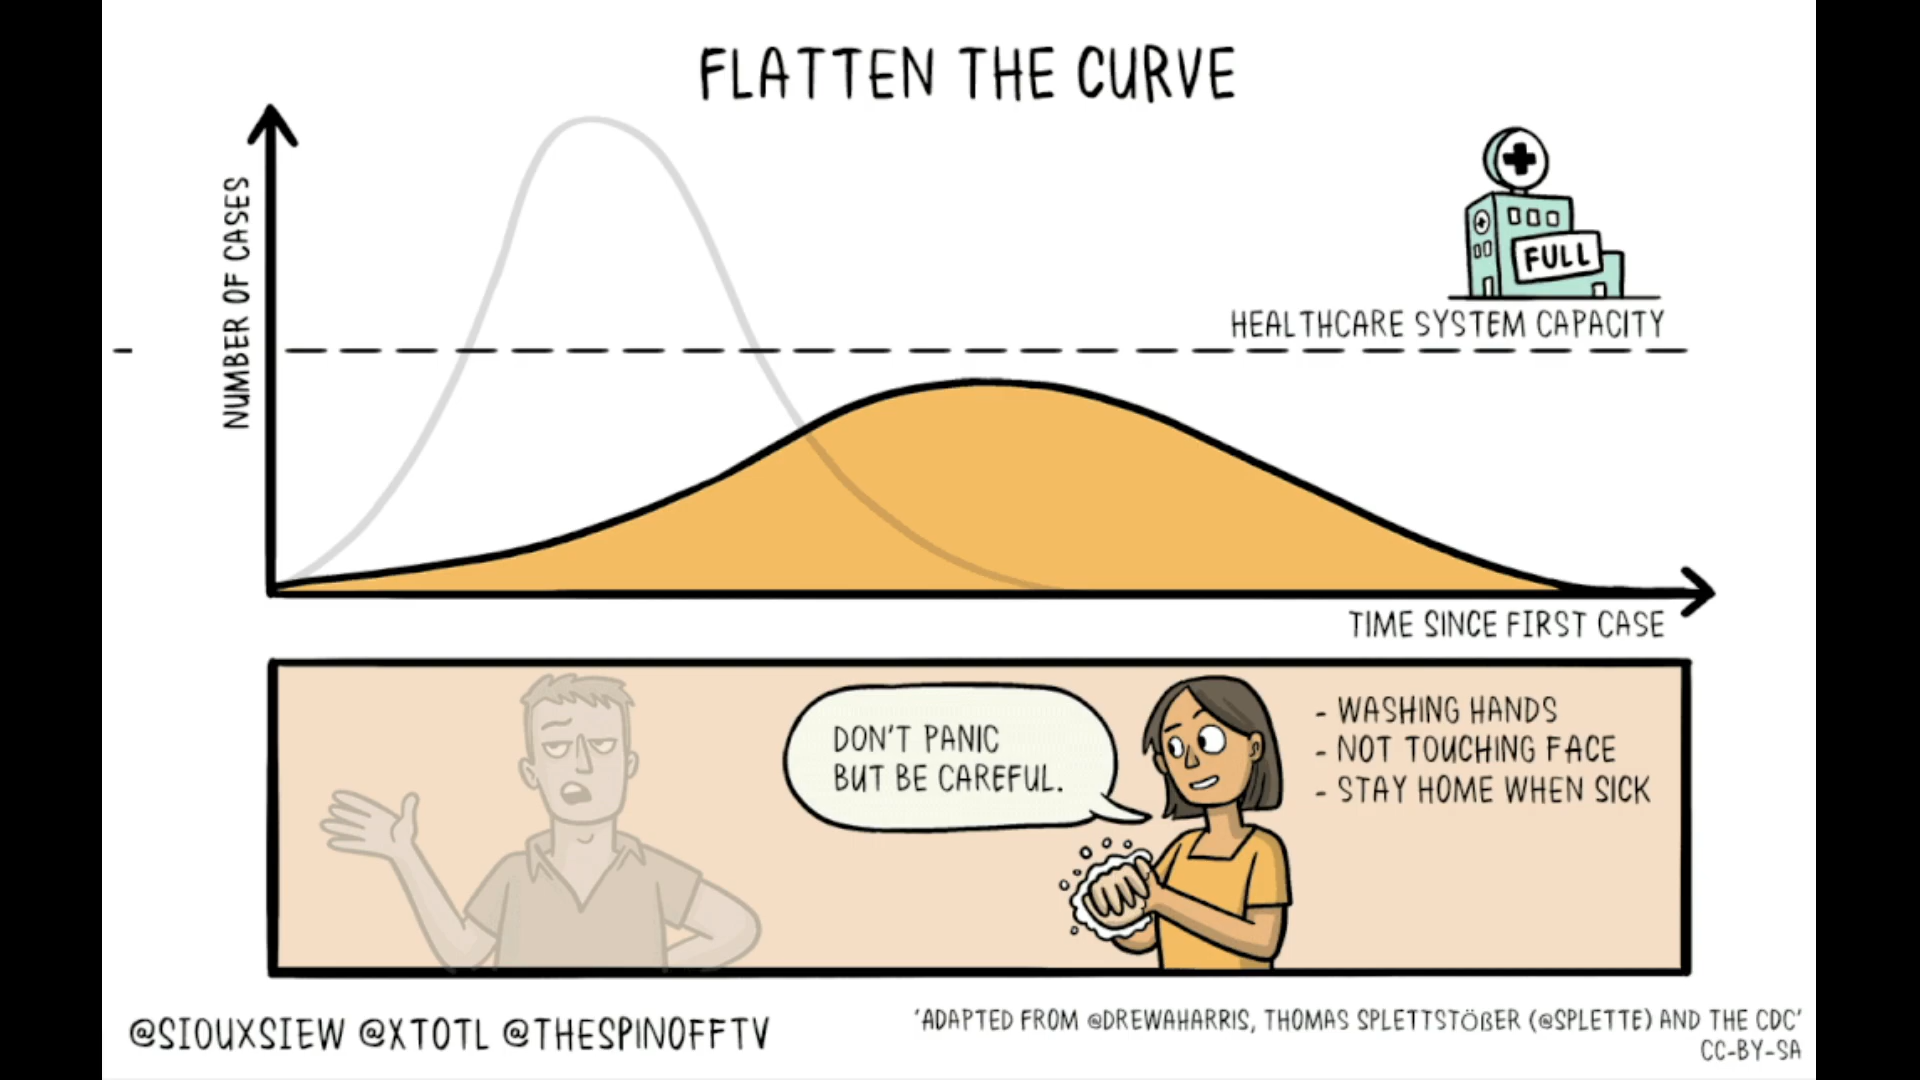 FLATTEN THE CURVE
NUMBER OF CASES
FULL
HEALTHCARE SYSTEM CAPACITY
TIME SINCE FIRST CASE
DON'T PANIC
BUT BE CAREFUL.
- WASHING HANDS
- NOT TOUCHING FACE
- STAY HOME WHEN SICK
@SIOUXSIEW @XTOTL @THESPINOFFTV
'ADAPTED FROM @DREWAHARRIS, THOMAS SPLETTSTÖßER (@SPLETTE) AND THE CDC'
CC-BY-SA